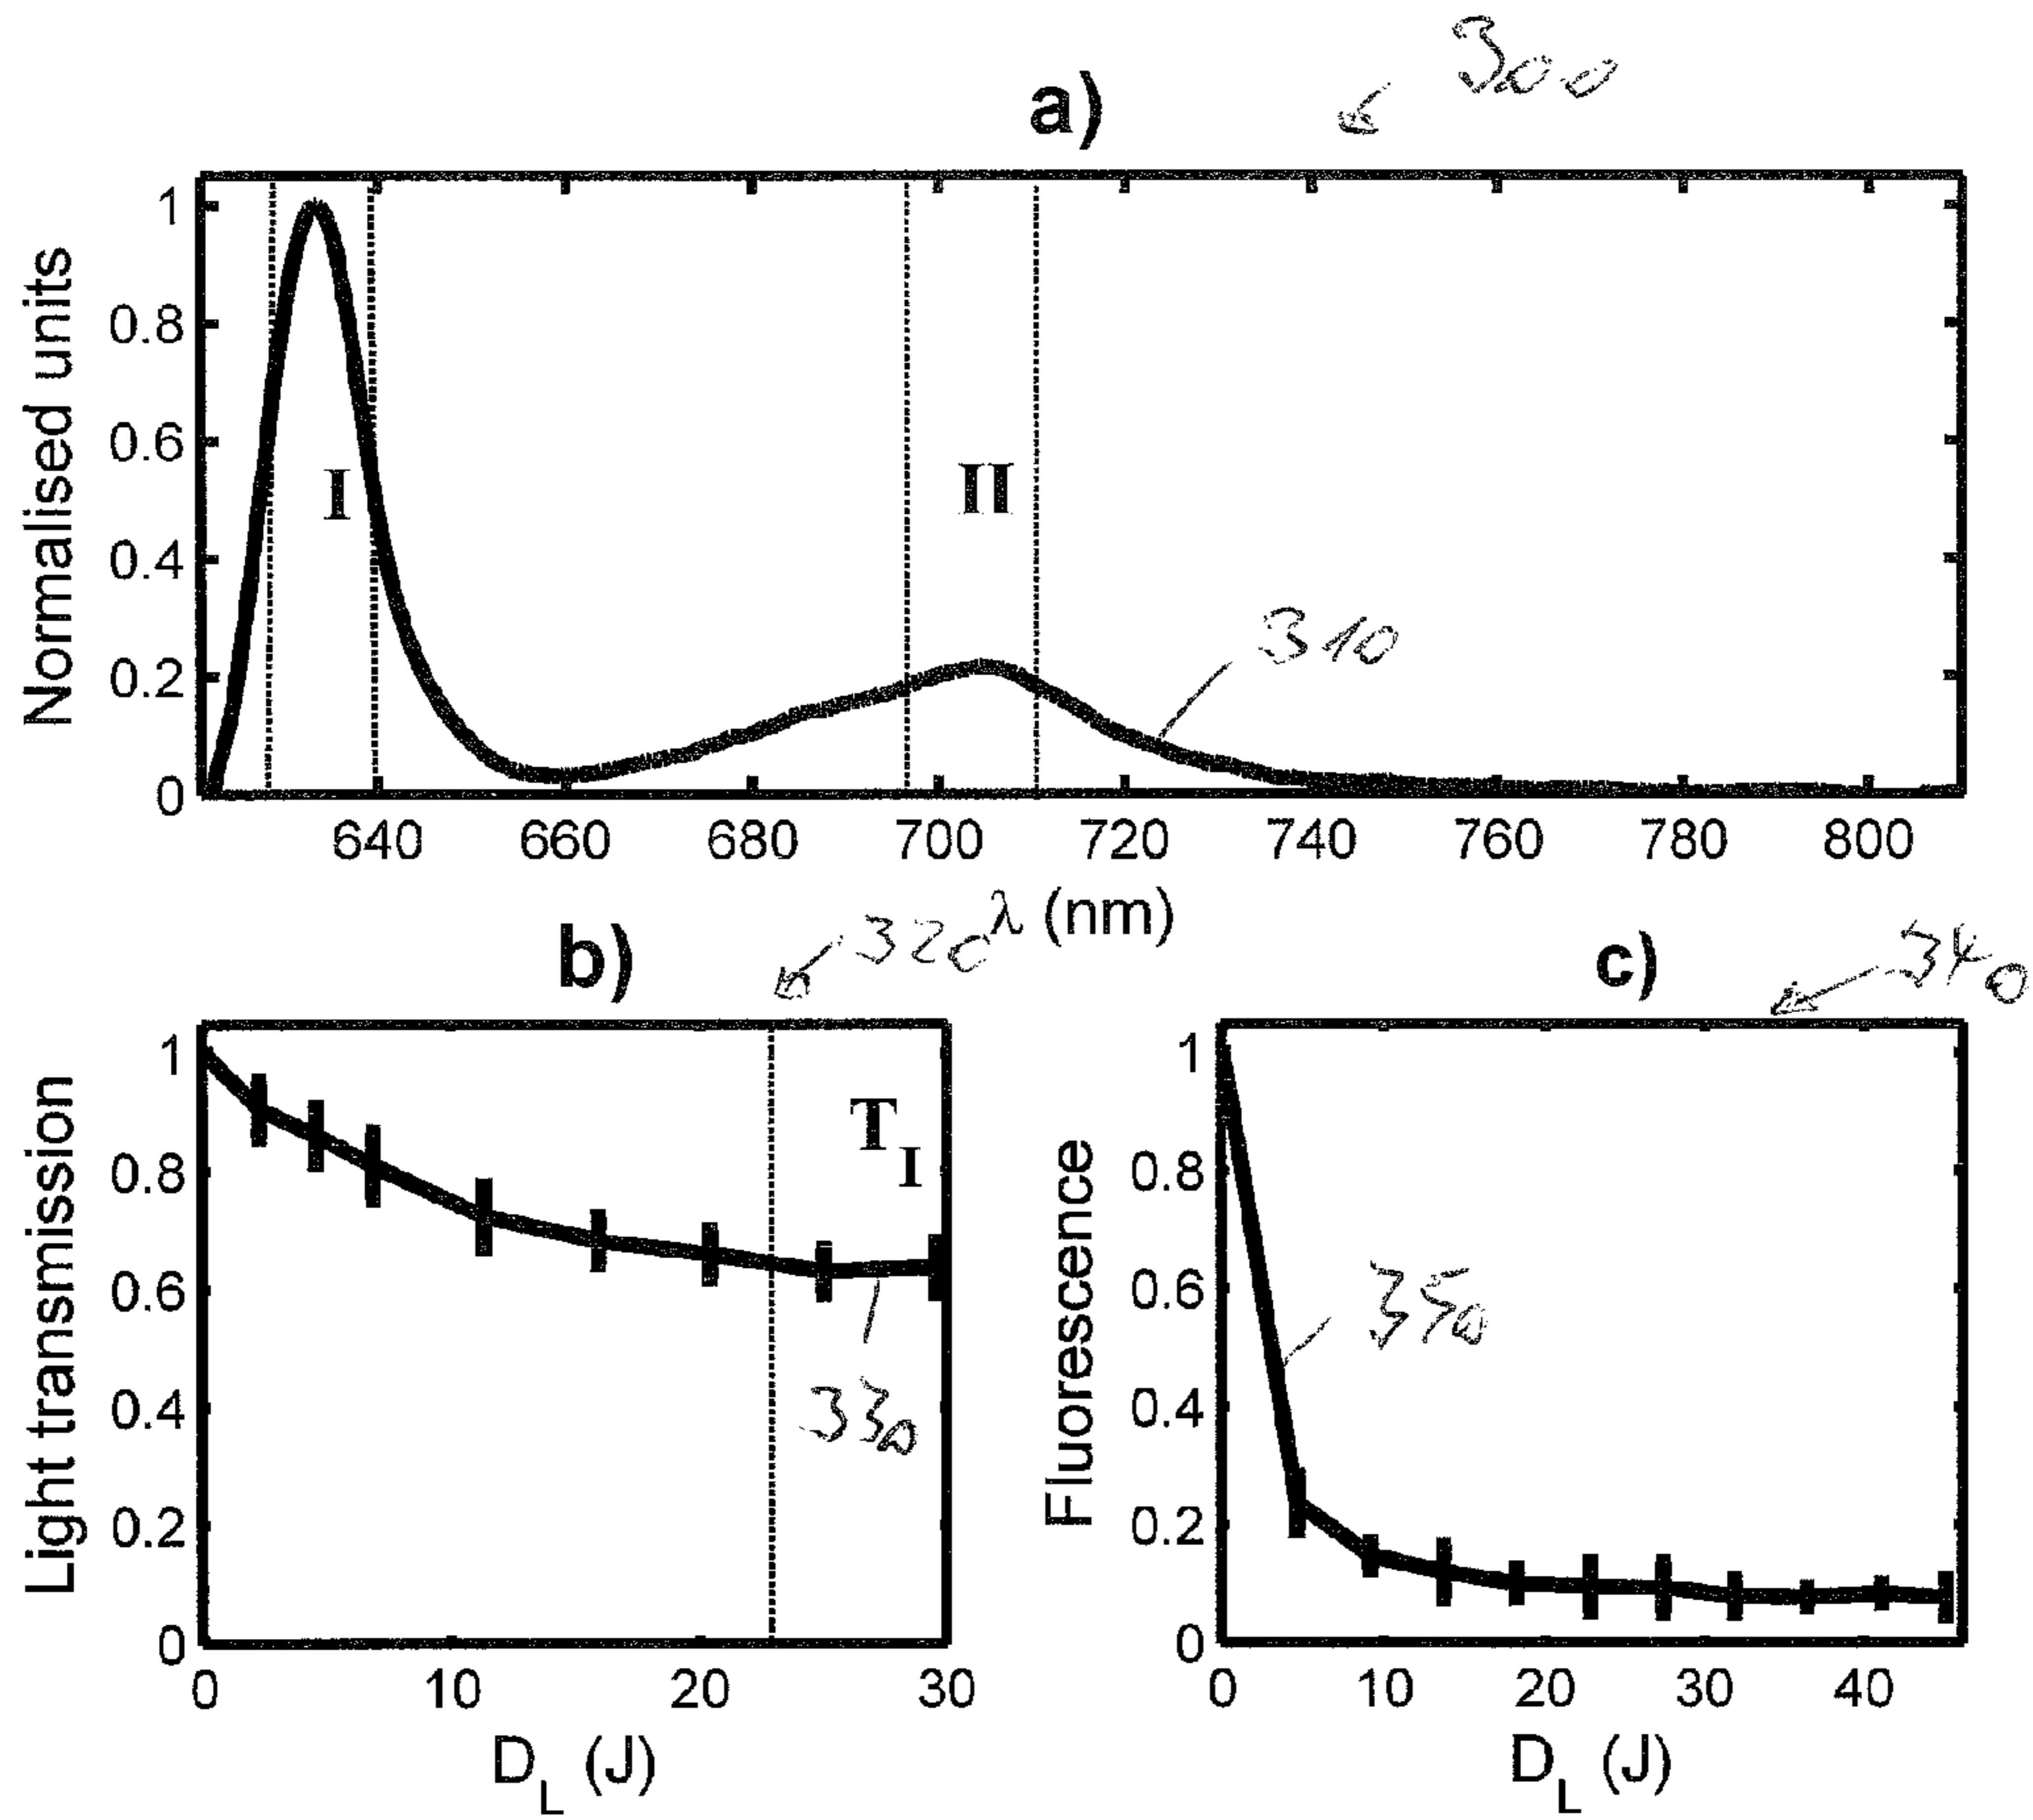 300
a)
Normalised units
1
0.8
0.6
0.4
0.2
0
I
II
310
640 660 680 700 720 740 760 780 800
λ (nm)
b)
320
Light transmission
1
0.8
0.6
0.4
0.2
0
T_I
330
0 10 20 30
D_L (J)
c)
340
Fluorescence
1
0.8
0.6
0.4
0.2
0
350
0 10 20 30 40
D_L (J)